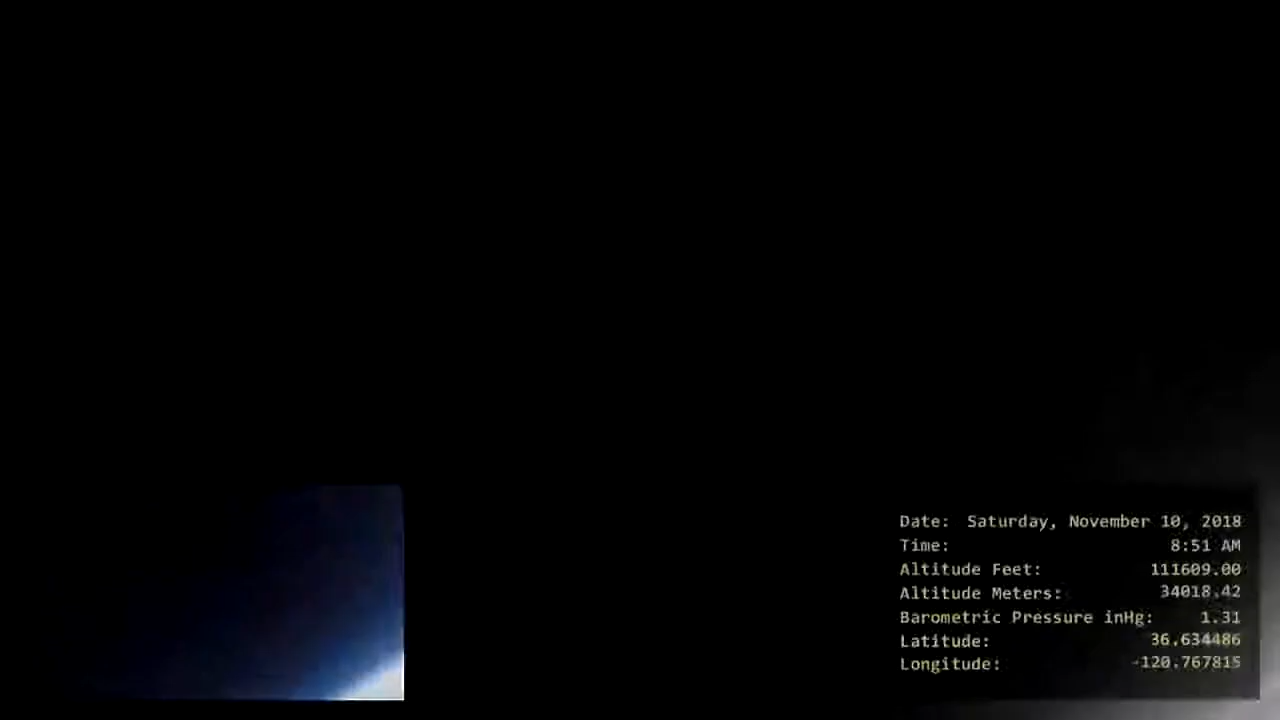 Date: Saturday, November 10, 2018
Time: 8:51 AM
Altitude Feet: 111609.00
Altitude Meters: 34018.42
Barometric Pressure inHg: 1.31
Latitude: 36.634486
Longitude: -120.767815